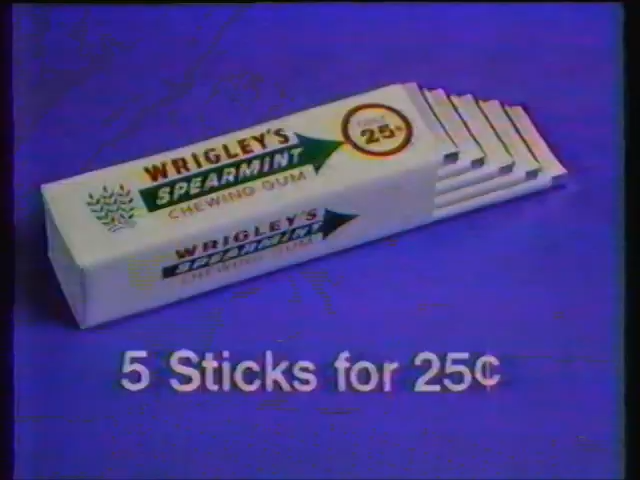 WRIGLEY'S
SPEARMINT
CHEWING GUM
25¢
WRIGLEY'S
SPEARMINT
CHEWING GUM
5 Sticks for 25¢